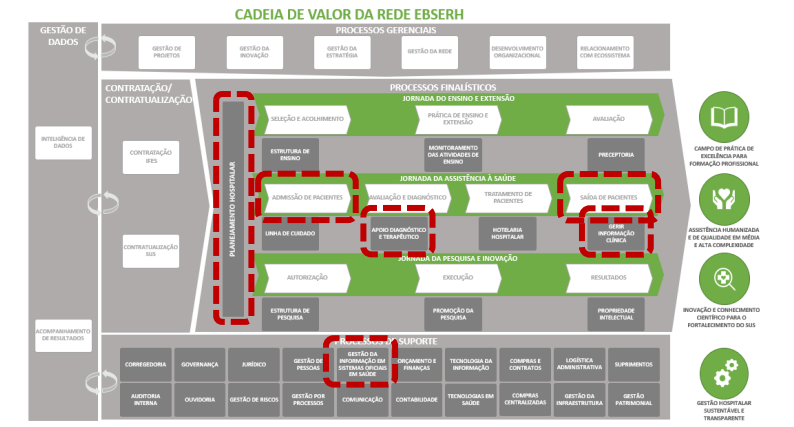 CADEIA DE VALOR DA REDE EBSERH
GESTÃO DE
DADOS
INTELIGÊNCIA DE
DADOS
ACOMPANHAMENTO
DE RESULTADOS
PROCESSOS GERENCIAIS
GESTÃO DE
PROJETOS
GESTÃO DA
INOVAÇÃO
GESTÃO DA
ESTRATÉGIA
GESTÃO DA REDE
DESENVOLVIMENTO
ORGANIZACIONAL
RELACIONAMENTO
COM ECOSSISTEMA
CONTRATAÇÃO/
CONTRATUALIZAÇÃO
CONTRATAÇÃO
IFES
CONTRATUALIZAÇÃO
SUS
PROCESSOS FINALÍSTICOS
PLANEJAMENTO HOSPITALAR
JORNADA DO ENSINO E EXTENSÃO
SELEÇÃO E ACOLHIMENTO
PRÁTICA DE ENSINO E
EXTENSÃO
AVALIAÇÃO
ESTRUTURA DE
ENSINO
MONITORAMENTO
DAS ATIVIDADES DE
ENSINO
PRECEPTORIA
JORNADA DA ASSISTÊNCIA À SAÚDE
ADMISSÃO DE PACIENTES
AVALIAÇÃO E DIAGNÓSTICO
TRATAMENTO DE
PACIENTES
SAÍDA DE PACIENTES
LINHA DE CUIDADO
APOIO DIAGNÓSTICO
E TERAPÊUTICO
HOTELARIA
HOSPITALAR
GERIR
INFORMAÇÃO
CLÍNICA
JORNADA DA PESQUISA E INOVAÇÃO
AUTORIZAÇÃO
EXECUÇÃO
RESULTADOS
ESTRUTURA DE
PESQUISA
PROMOÇÃO DA
PESQUISA
PROPRIEDADE
INTELECTUAL
PROCESSOS DE SUPORTE
CORREGEDORIA
GOVERNANÇA
JURÍDICO
GESTÃO DE
PESSOAS
GESTÃO DA
INFORMAÇÃO EM
SISTEMAS OFICIAIS
EM SAÚDE
ORÇAMENTO E
FINANÇAS
TECNOLOGIA DA
INFORMAÇÃO
COMPRAS E
CONTRATOS
LOGÍSTICA
ADMINISTRATIVA
SUPRIMENTOS
AUDITORIA
INTERNA
OUVIDORIA
GESTÃO DE RISCOS
GESTÃO POR
PROCESSOS
COMUNICAÇÃO
CONTABILIDADE
TECNOLOGIAS EM
SAÚDE
COMPRAS
CENTRALIZADAS
GESTÃO DA
INFRAESTRUTURA
GESTÃO
PATRIMONIAL
CAMPO DE PRÁTICA DE
EXCELÊNCIA PARA
FORMAÇÃO PROFISSIONAL
ASSISTÊNCIA HUMANIZADA
E DE QUALIDADE EM MÉDIA
E ALTA COMPLEXIDADE
INOVAÇÃO E CONHECIMENTO
CIENTÍFICO PARA O
FORTALECIMENTO DO SUS
GESTÃO HOSPITALAR
SUSTENTÁVEL E
TRANSPARENTE